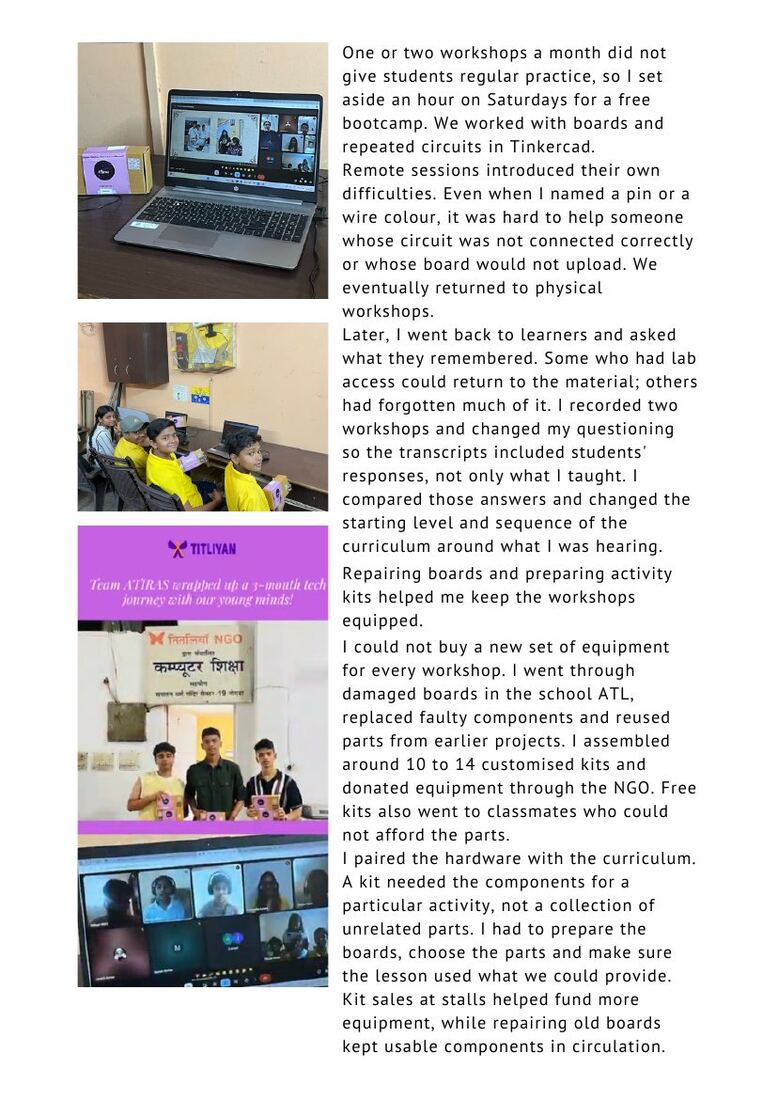 One or two workshops a month did not
give students regular practice, so I set
aside an hour on Saturdays for a free
bootcamp. We worked with boards and
repeated circuits in Tinkercad.
Remote sessions introduced their own
difficulties. Even when I named a pin or a
wire colour, it was hard to help someone
whose circuit was not connected correctly
or whose board would not upload. We
eventually returned to physical
workshops.
Later, I went back to learners and asked
what they remembered. Some who had lab
access could return to the material; others
had forgotten much of it. I recorded two
workshops and changed my questioning
so the transcripts included students'
responses, not only what I taught. I
compared those answers and changed the
starting level and sequence of the
curriculum around what I was hearing.
Repairing boards and preparing activity
kits helped me keep the workshops
equipped.
I could not buy a new set of equipment
for every workshop. I went through
damaged boards in the school ATL,
replaced faulty components and reused
parts from earlier projects. I assembled
around 10 to 14 customised kits and
donated equipment through the NGO. Free
kits also went to classmates who could
not afford the parts.
I paired the hardware with the curriculum.
A kit needed the components for a
particular activity, not a collection of
unrelated parts. I had to prepare the
boards, choose the parts and make sure
the lesson used what we could provide.
Kit sales at stalls helped fund more
equipment, while repairing old boards
kept usable components in circulation.
TITLIYAN
Team ATIRAS wrapped up a 3-month tech
journey with our young minds!
तितलियाँ NGO
कम्प्यूटर शिक्षा